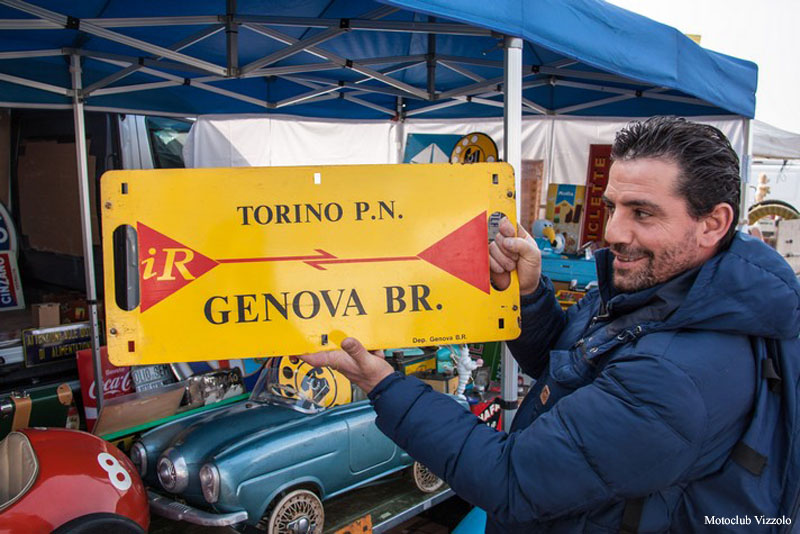 TORINO P.N.
iR
GENOVA BR.
Dep. Genova B.R.
CINZANO
Coca-Cola
8
Motoclub Vizzolo